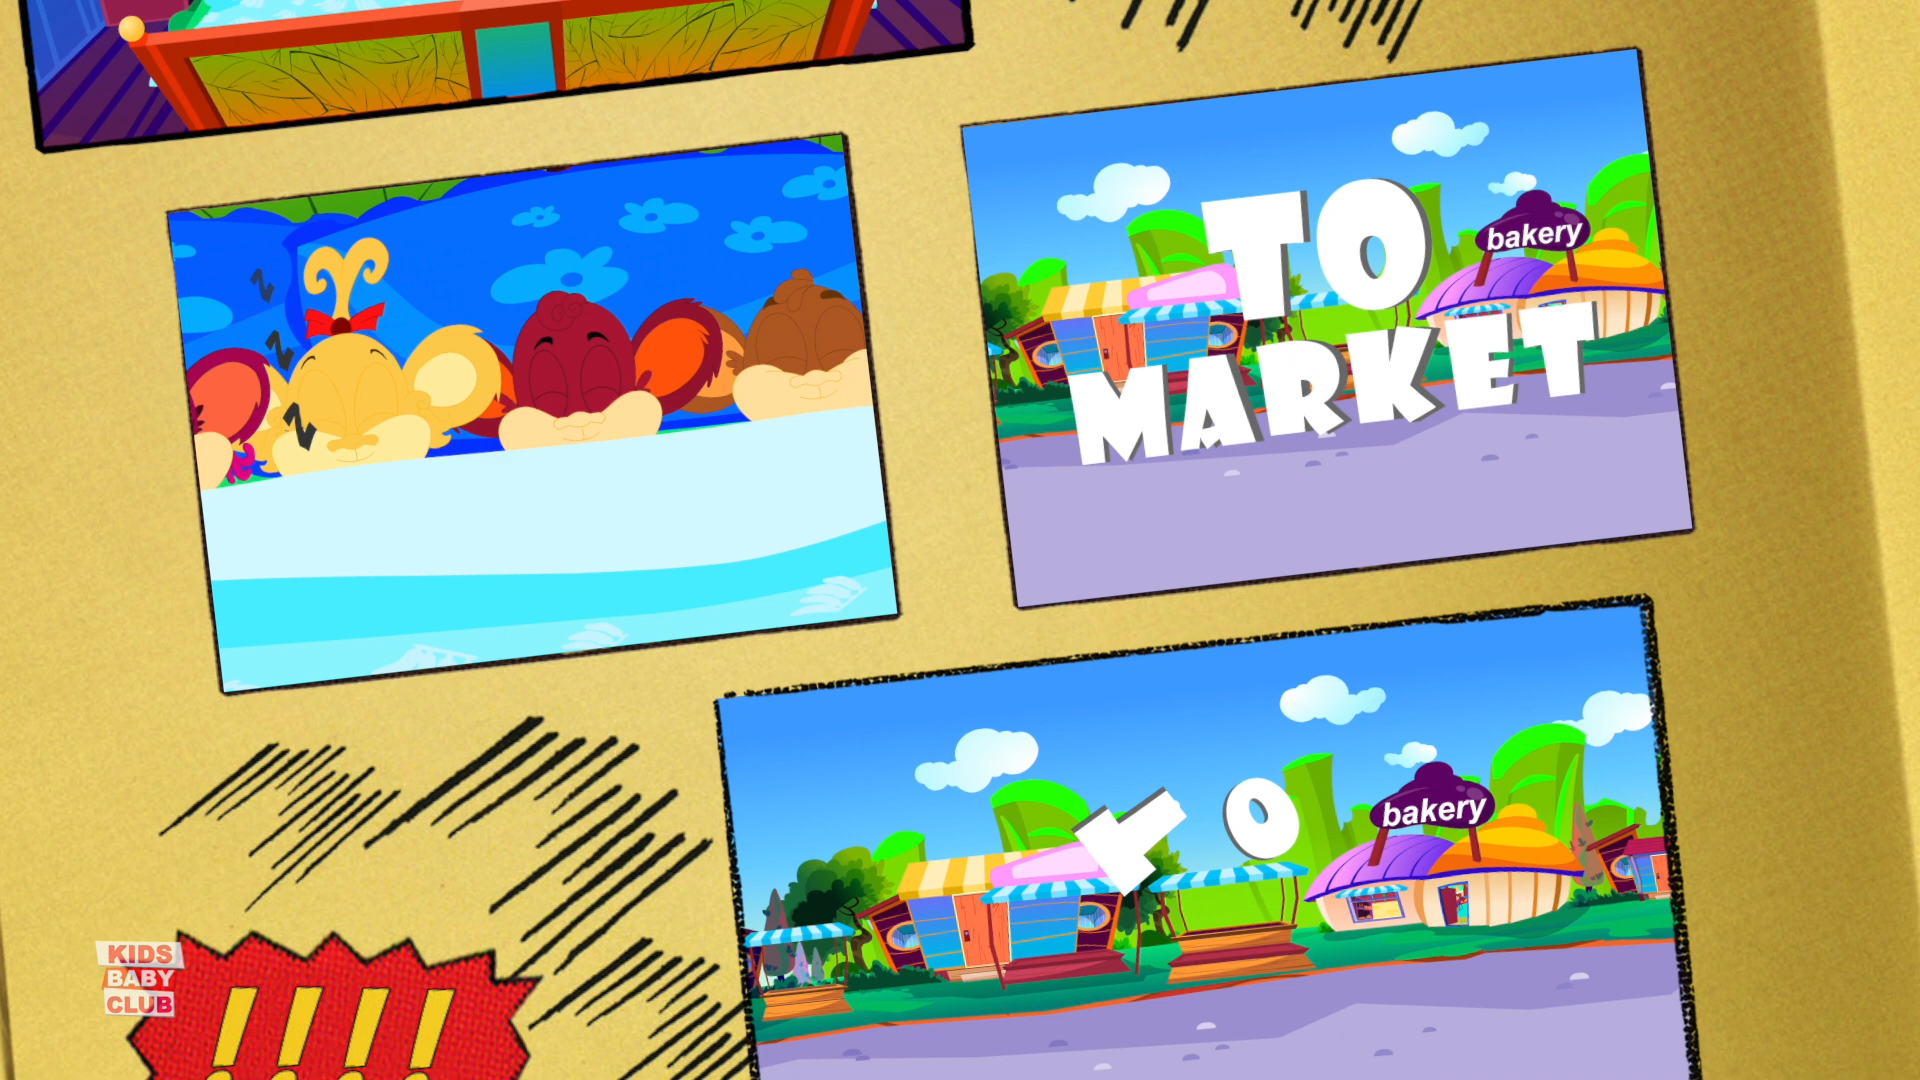 z
z
z
TO
MARKET
bakery
T O
bakery
KIDS
BABY
CLUB
!!!!